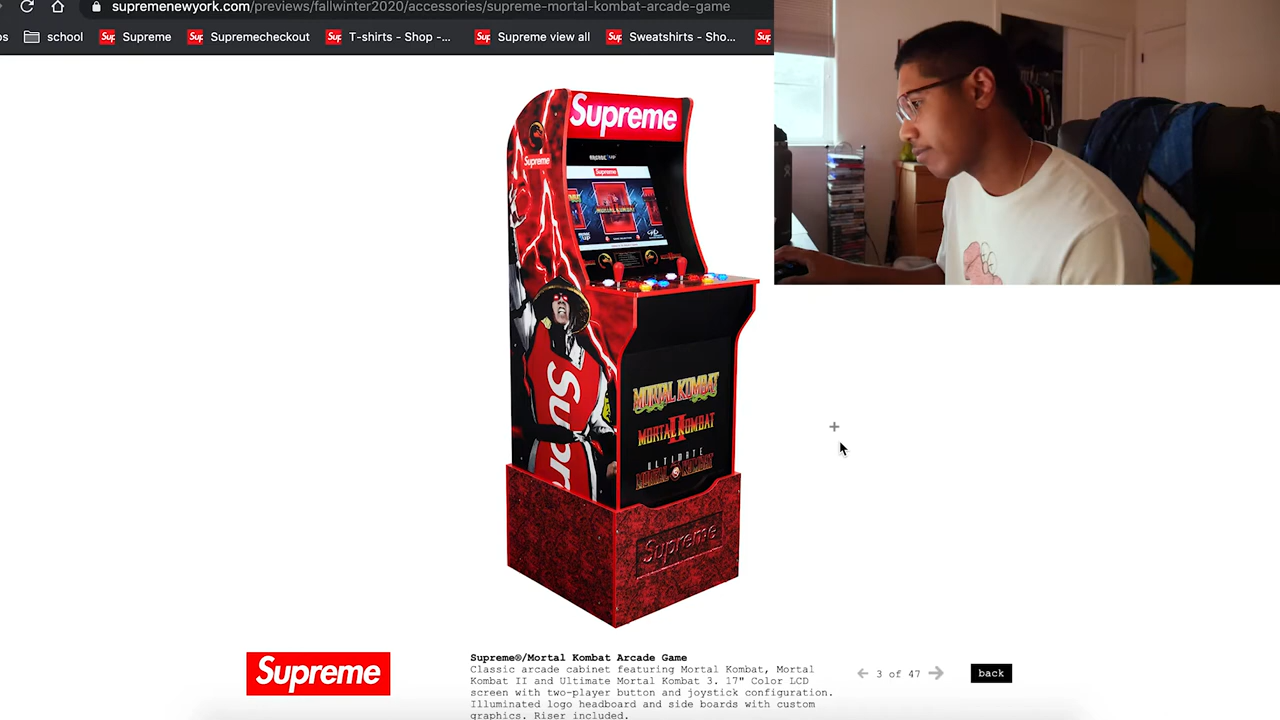 supremenewyork.com/previews/fallwinter2020/accessories/supreme-mortal-kombat-arcade-game
school Supreme Supremecheckout T-shirts - Shop -... Supreme view all Sweatshirts - Sho...
Supreme
Supreme
Supreme
MORTAL KOMBAT
Supr
MORTAL KOMBAT
MORTAL KOMBAT
II
ULTIMATE
MORTAL KOMBAT
Supreme
Supreme
Supreme®/Mortal Kombat Arcade Game
Classic arcade cabinet featuring Mortal Kombat, Mortal
Kombat II and Ultimate Mortal Kombat 3. 17" Color LCD
screen with two-player button and joystick configuration.
Illuminated logo headboard and side boards with custom
graphics. Riser included.
3 of 47
back